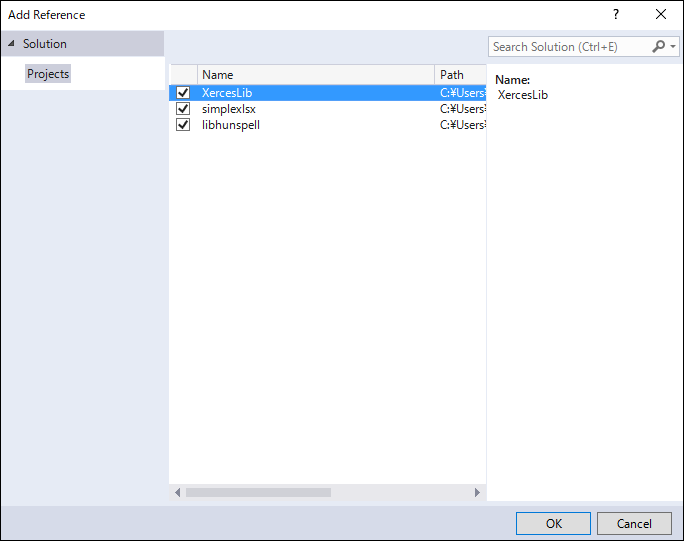 Add Reference
?
Solution
Search Solution (Ctrl+E)
Projects
Name Path
XercesLib C:¥Users¥
simplexlsx C:¥Users¥
libhunspell C:¥Users¥
Name:
XercesLib
OK Cancel